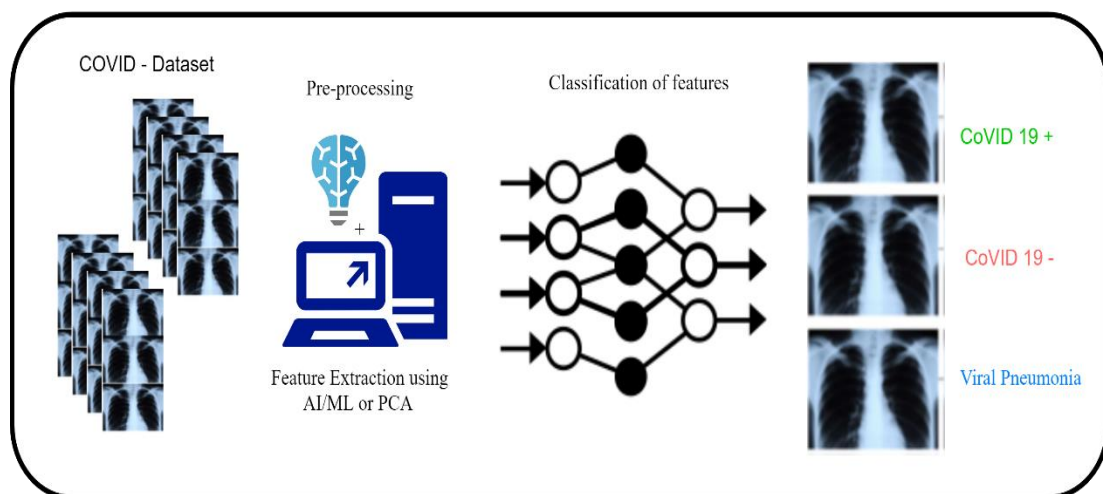 COVID - Dataset
Pre-processing
+
Feature Extraction using
AI/ML or PCA
Classification of features
CoVID 19 +
CoVID 19 -
Viral Pneumonia